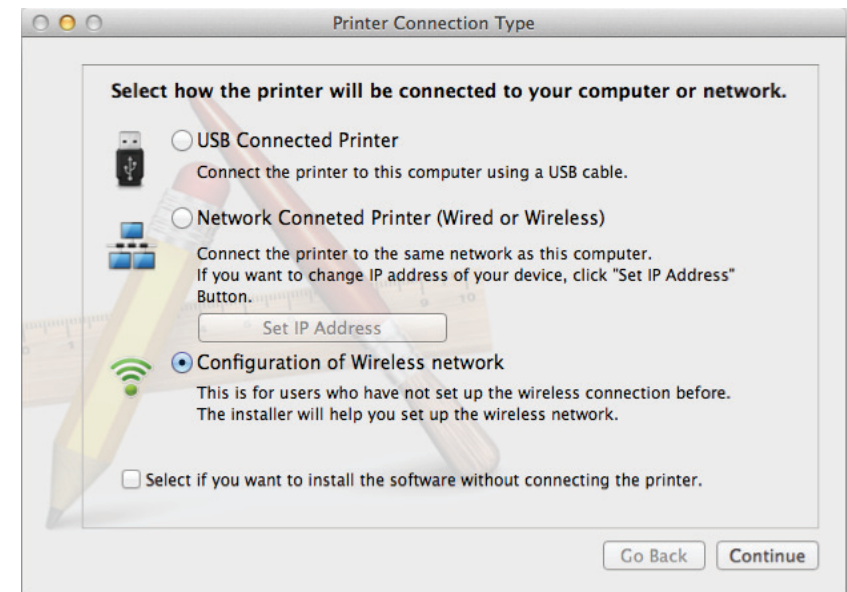 Printer Connection Type
Select how the printer will be connected to your computer or network.
USB Connected Printer
Connect the printer to this computer using a USB cable.
Network Conneted Printer (Wired or Wireless)
Connect the printer to the same network as this computer.
If you want to change IP address of your device, click "Set IP Address"
Button.
Set IP Address
Configuration of Wireless network
This is for users who have not set up the wireless connection before.
The installer will help you set up the wireless network.
Select if you want to install the software without connecting the printer.
Go Back
Continue